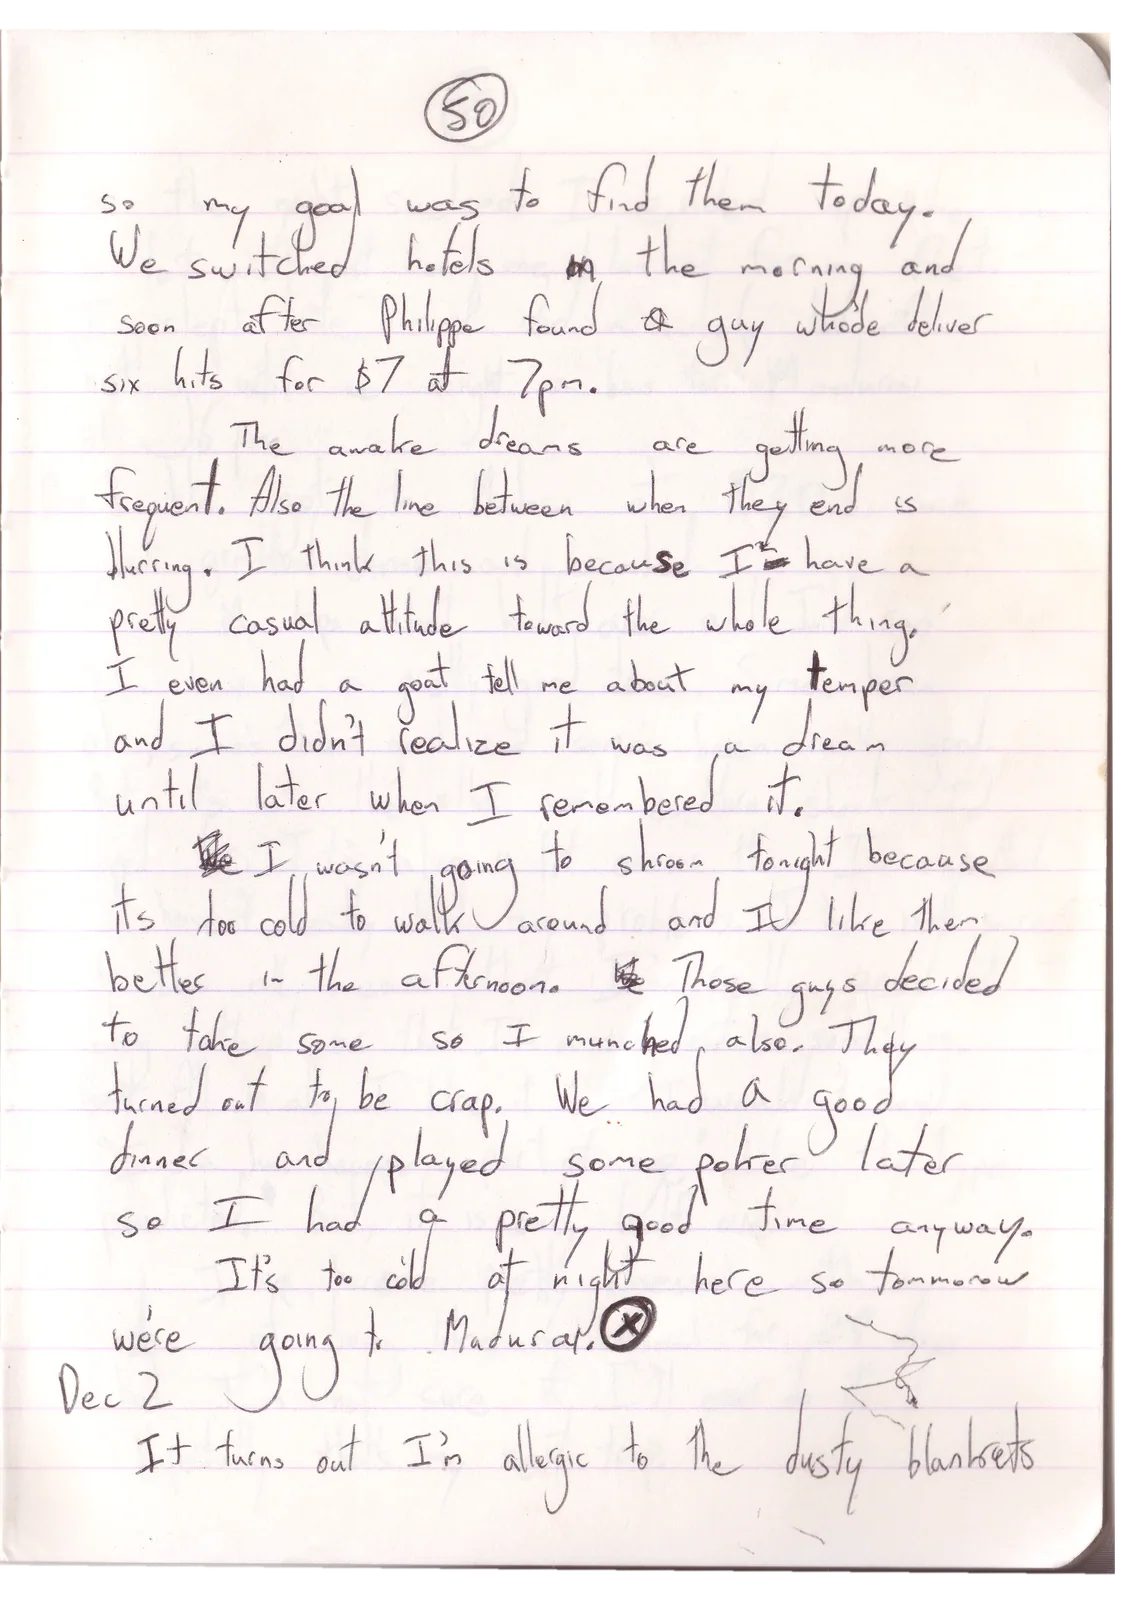 50
so my goal was to find them today.
We switched hotels in the morning and
soon after Philippe found a guy who'de deliver
six hits for $7 at 7pm.
The awake dreams are getting more
frequent. Also the line between when they end is
blurring. I think this is because I have a
pretty casual attitude toward the whole thing.
I even had a goat tell me about my temper
and I didn't realize it was a dream
until later when I remembered it.
I wasn't going to shroom tonight because
its too cold to walk around and I like them
better in the afternoon. Those guys decided
to take some so I munched also. They
turned out to be crap. We had a good
dinner and played some poker later
so I had a pretty good time anyway.
It's too cold at night here so tommorow
we're going to Madurai.
Dec 2
It turns out I'm allergic to the dusty blankets